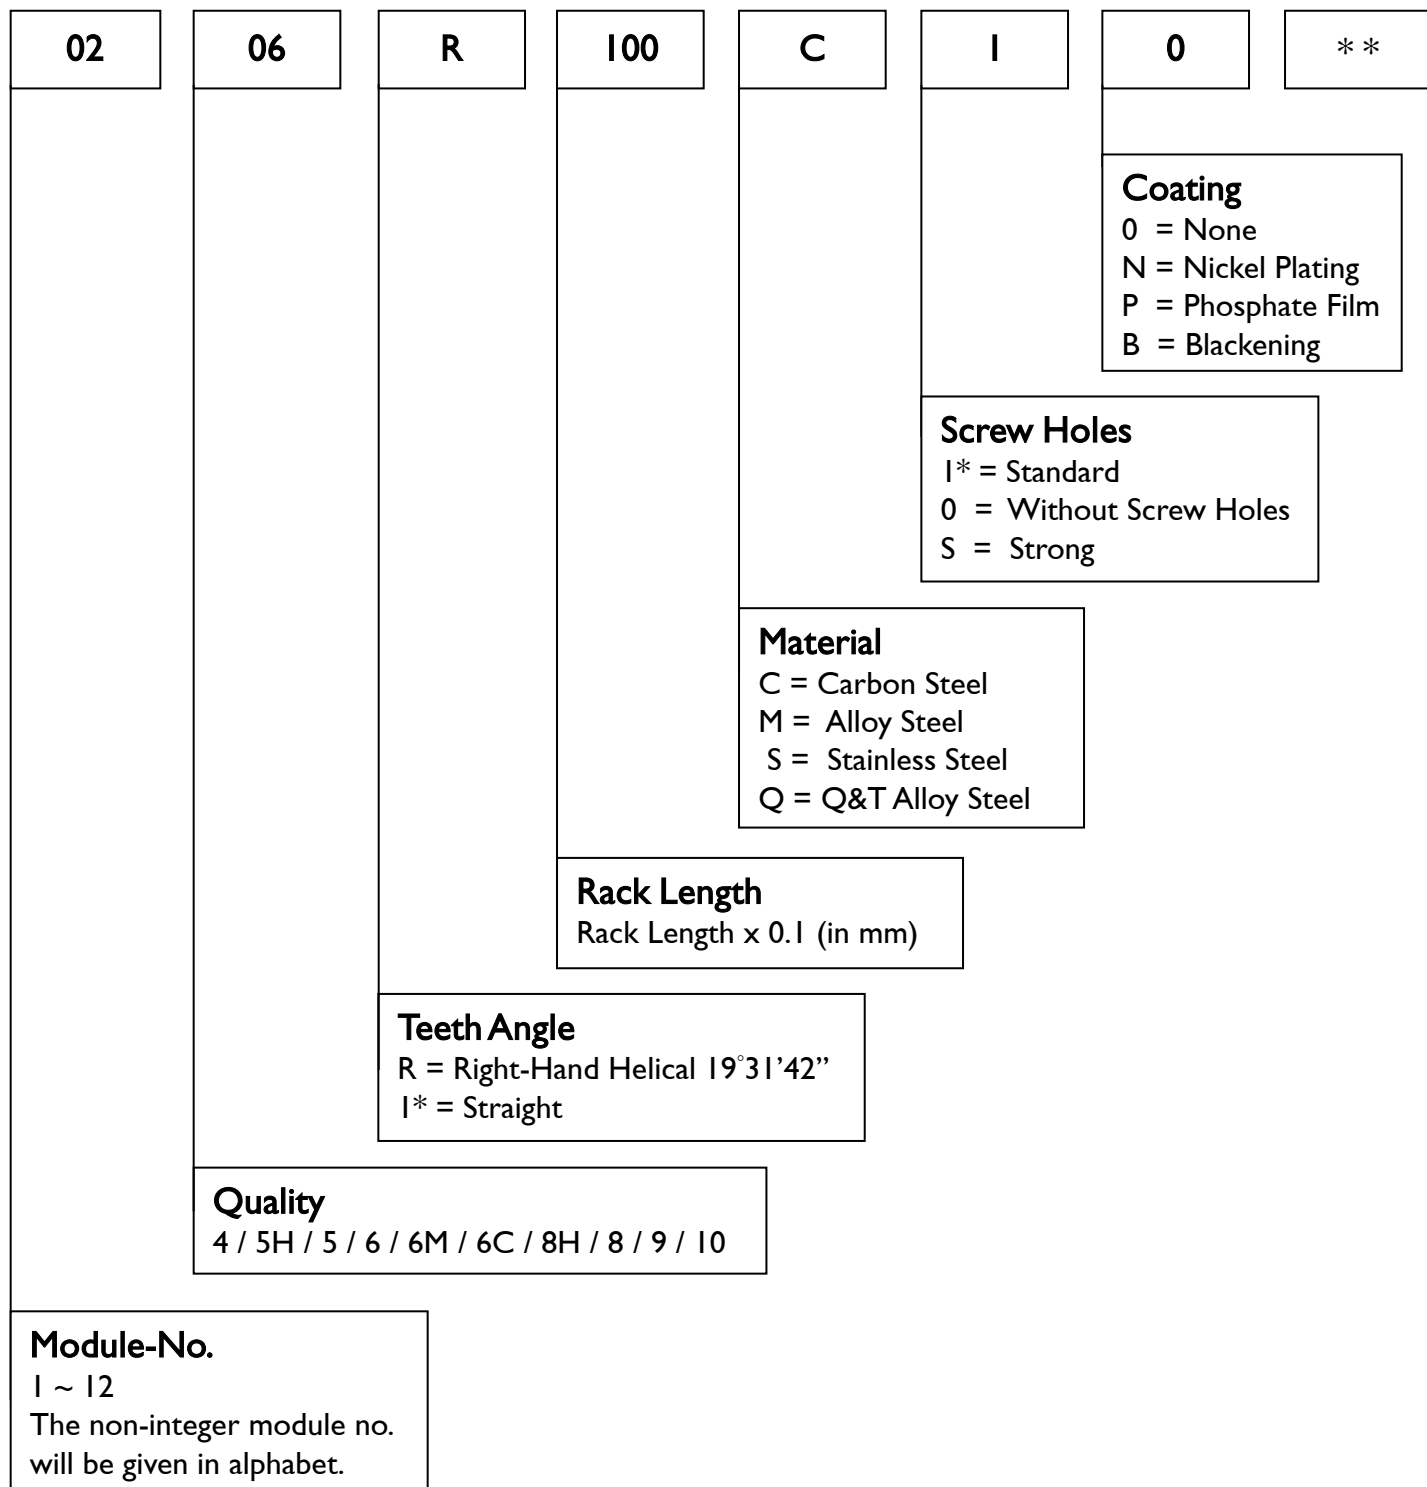 02 06 R 100 C 1 0 **
Coating
0 = None
N = Nickel Plating
P = Phosphate Film
B = Blackening
Screw Holes
1* = Standard
0 = Without Screw Holes
S = Strong
Material
C = Carbon Steel
M = Alloy Steel
S = Stainless Steel
Q = Q&T Alloy Steel
Rack Length
Rack Length x 0.1 (in mm)
Teeth Angle
R = Right-Hand Helical 19°31’42”
1* = Straight
Quality
4 / 5H / 5 / 6 / 6M / 6C / 8H / 8 / 9 / 10
Module-No.
1 ~ 12
The non-integer module no.
will be given in alphabet.